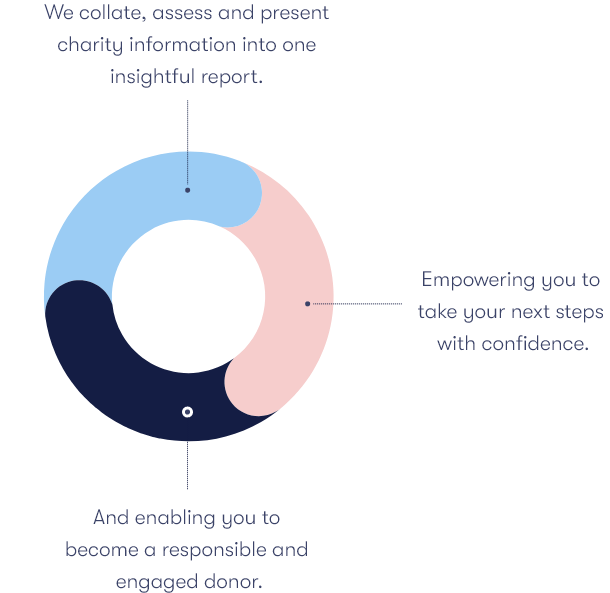 We collate, assess and present
charity information into one
insightful report.
Empowering you to
take your next steps
with confidence.
And enabling you to
become a responsible and
engaged donor.